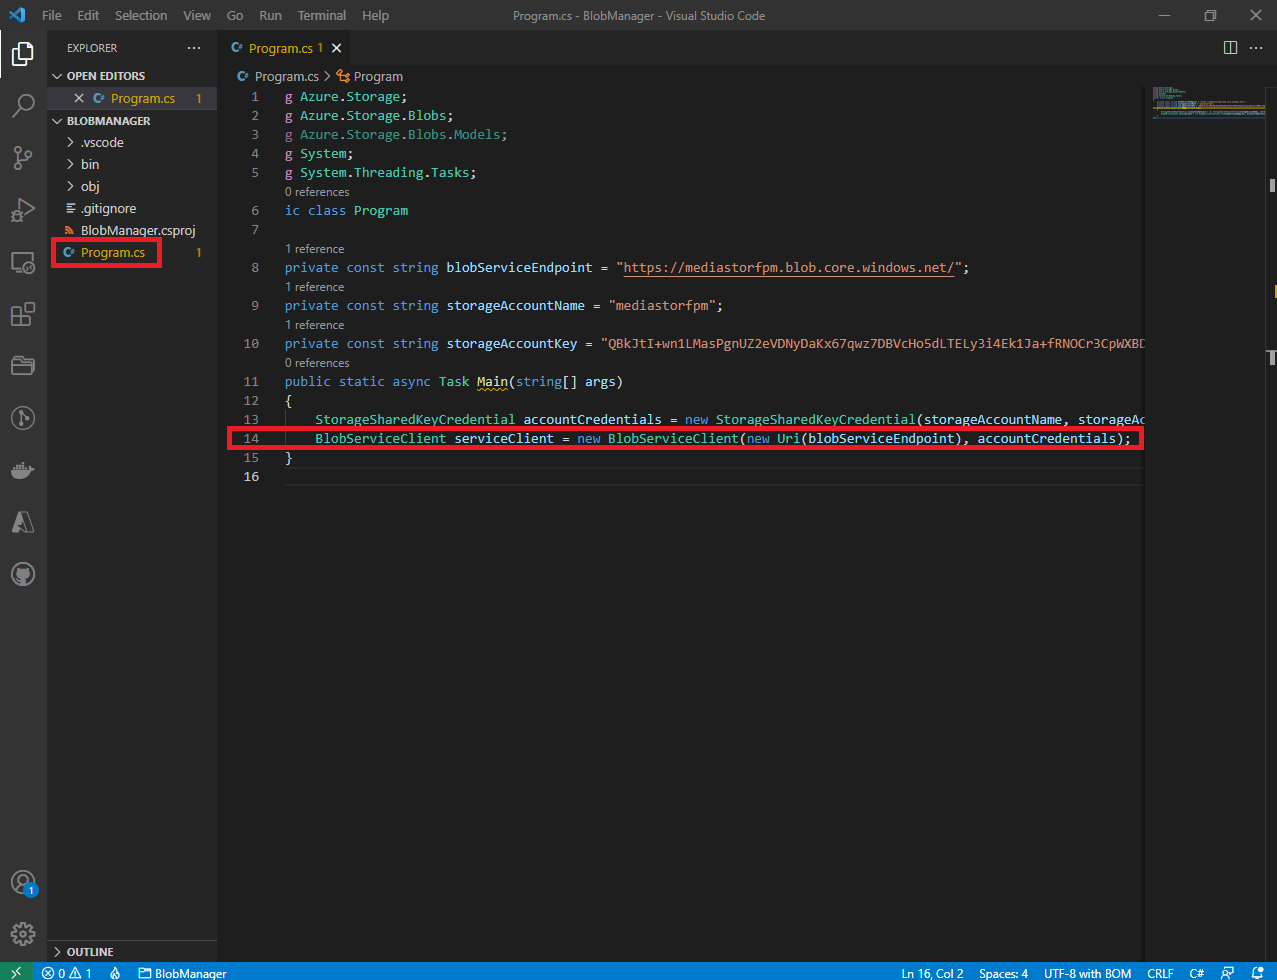 File Edit Selection View Go Run Terminal Help Program.cs - BlobManager - Visual Studio Code
EXPLORER
OPEN EDITORS
Program.cs 1
BLOBMANAGER
.vscode
bin
obj
.gitignore
BlobManager.csproj
Program.cs 1
OUTLINE
Program.cs 1
Program.cs > Program
1 g Azure.Storage;
2 g Azure.Storage.Blobs;
3 g Azure.Storage.Blobs.Models;
4 g System;
5 g System.Threading.Tasks;
0 references
6 ic class Program
7
1 reference
8 private const string blobServiceEndpoint = "https://mediastorfpm.blob.core.windows.net/";
1 reference
9 private const string storageAccountName = "mediastorfpm";
1 reference
10 private const string storageAccountKey = "QBkJtI+wn1LMasPgnUZ2eVDNyDaKx67qwz7DBVcHo5dLTELy3i4Ek1Ja+fRNOCr3CpWXBD
0 references
11 public static async Task Main(string[] args)
12 {
13 StorageSharedKeyCredential accountCredentials = new StorageSharedKeyCredential(storageAccountName, storageAc
14 BlobServiceClient serviceClient = new BlobServiceClient(new Uri(blobServiceEndpoint), accountCredentials);
15 }
16
1
0 1 BlobManager Ln 16, Col 2 Spaces: 4 UTF-8 with BOM CRLF C#